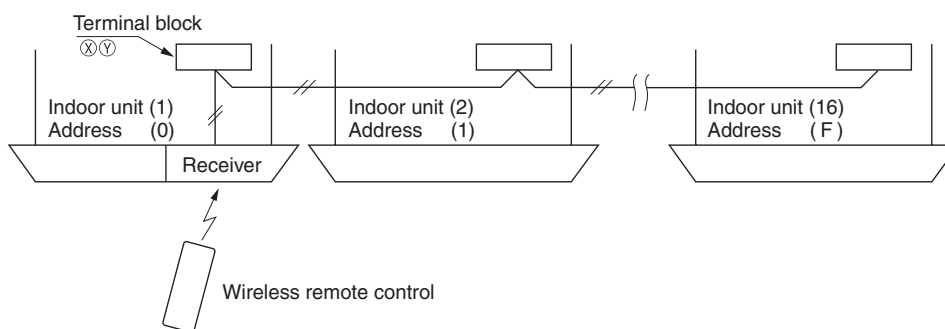 Terminal block
Ⓧ Ⓨ
Indoor unit (1)
Address (0)
Receiver
Indoor unit (2)
Address (1)
Indoor unit (16)
Address ( F )
Wireless remote control